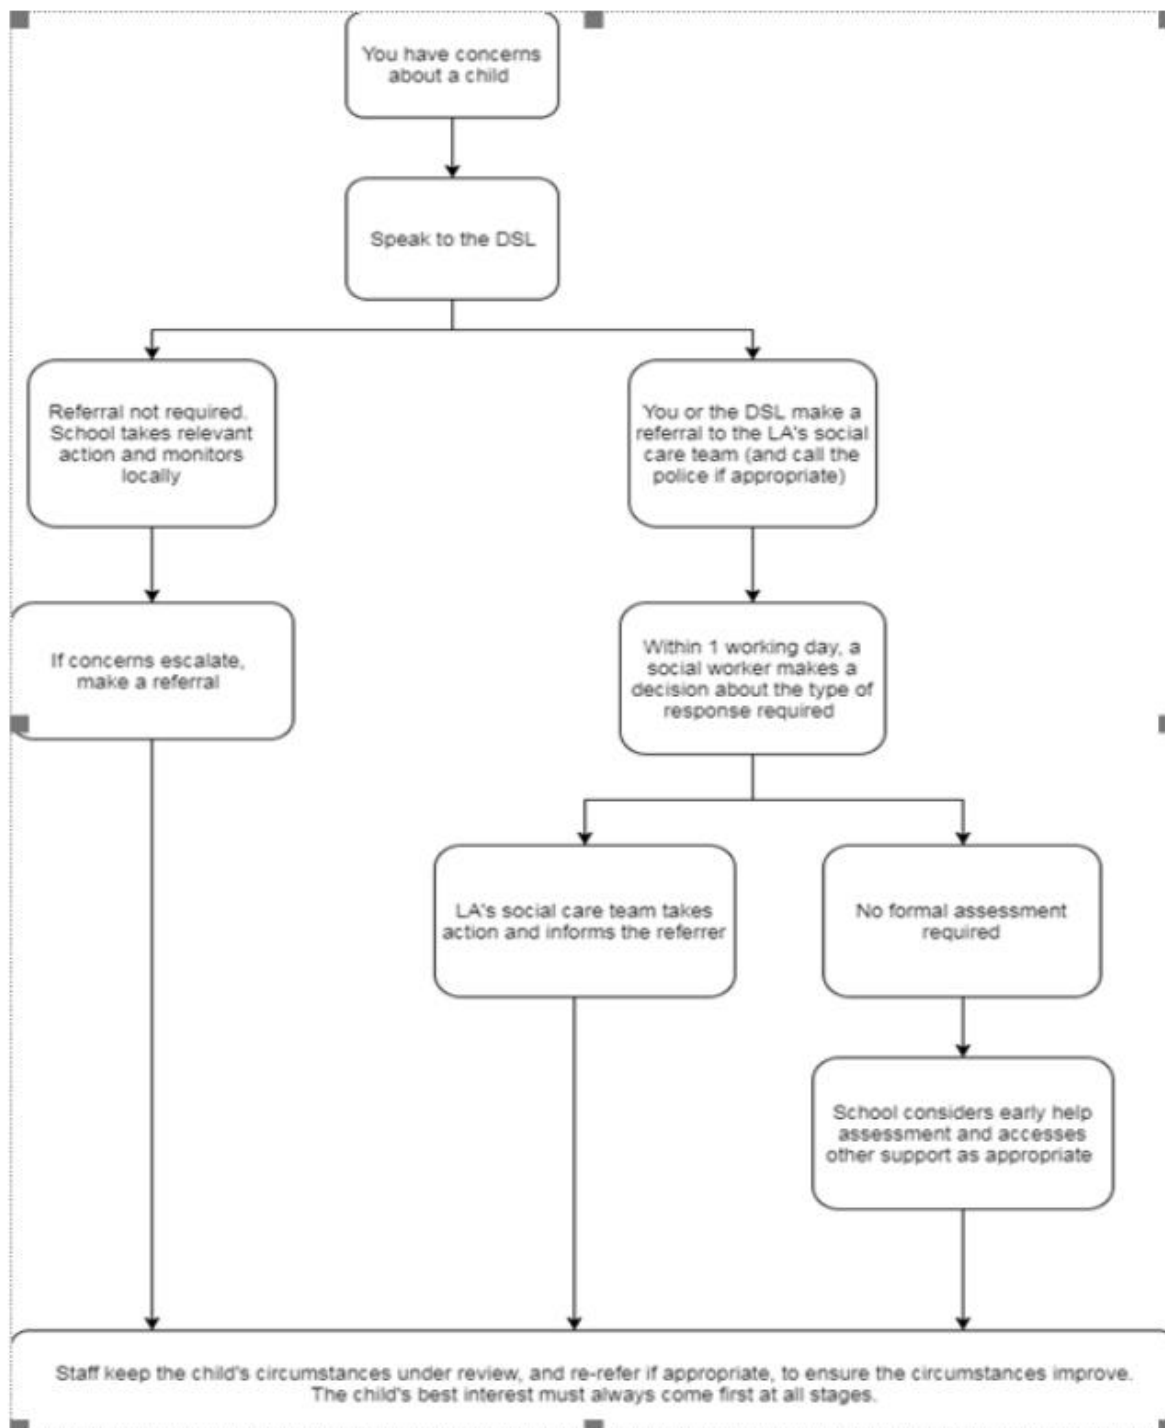 You have concerns
about a child
Speak to the DSL
Referral not required.
School takes relevant
action and monitors
locally
You or the DSL make a
referral to the LA's social
care team (and call the
police if appropriate)
If concerns escalate,
make a referral
Within 1 working day, a
social worker makes a
decision about the type of
response required
LA's social care team takes
action and informs the referrer
No formal assessment
required
School considers early help
assessment and accesses
other support as appropriate
Staff keep the child's circumstances under review, and re-refer if appropriate, to ensure the circumstances improve.
The child's best interest must always come first at all stages.